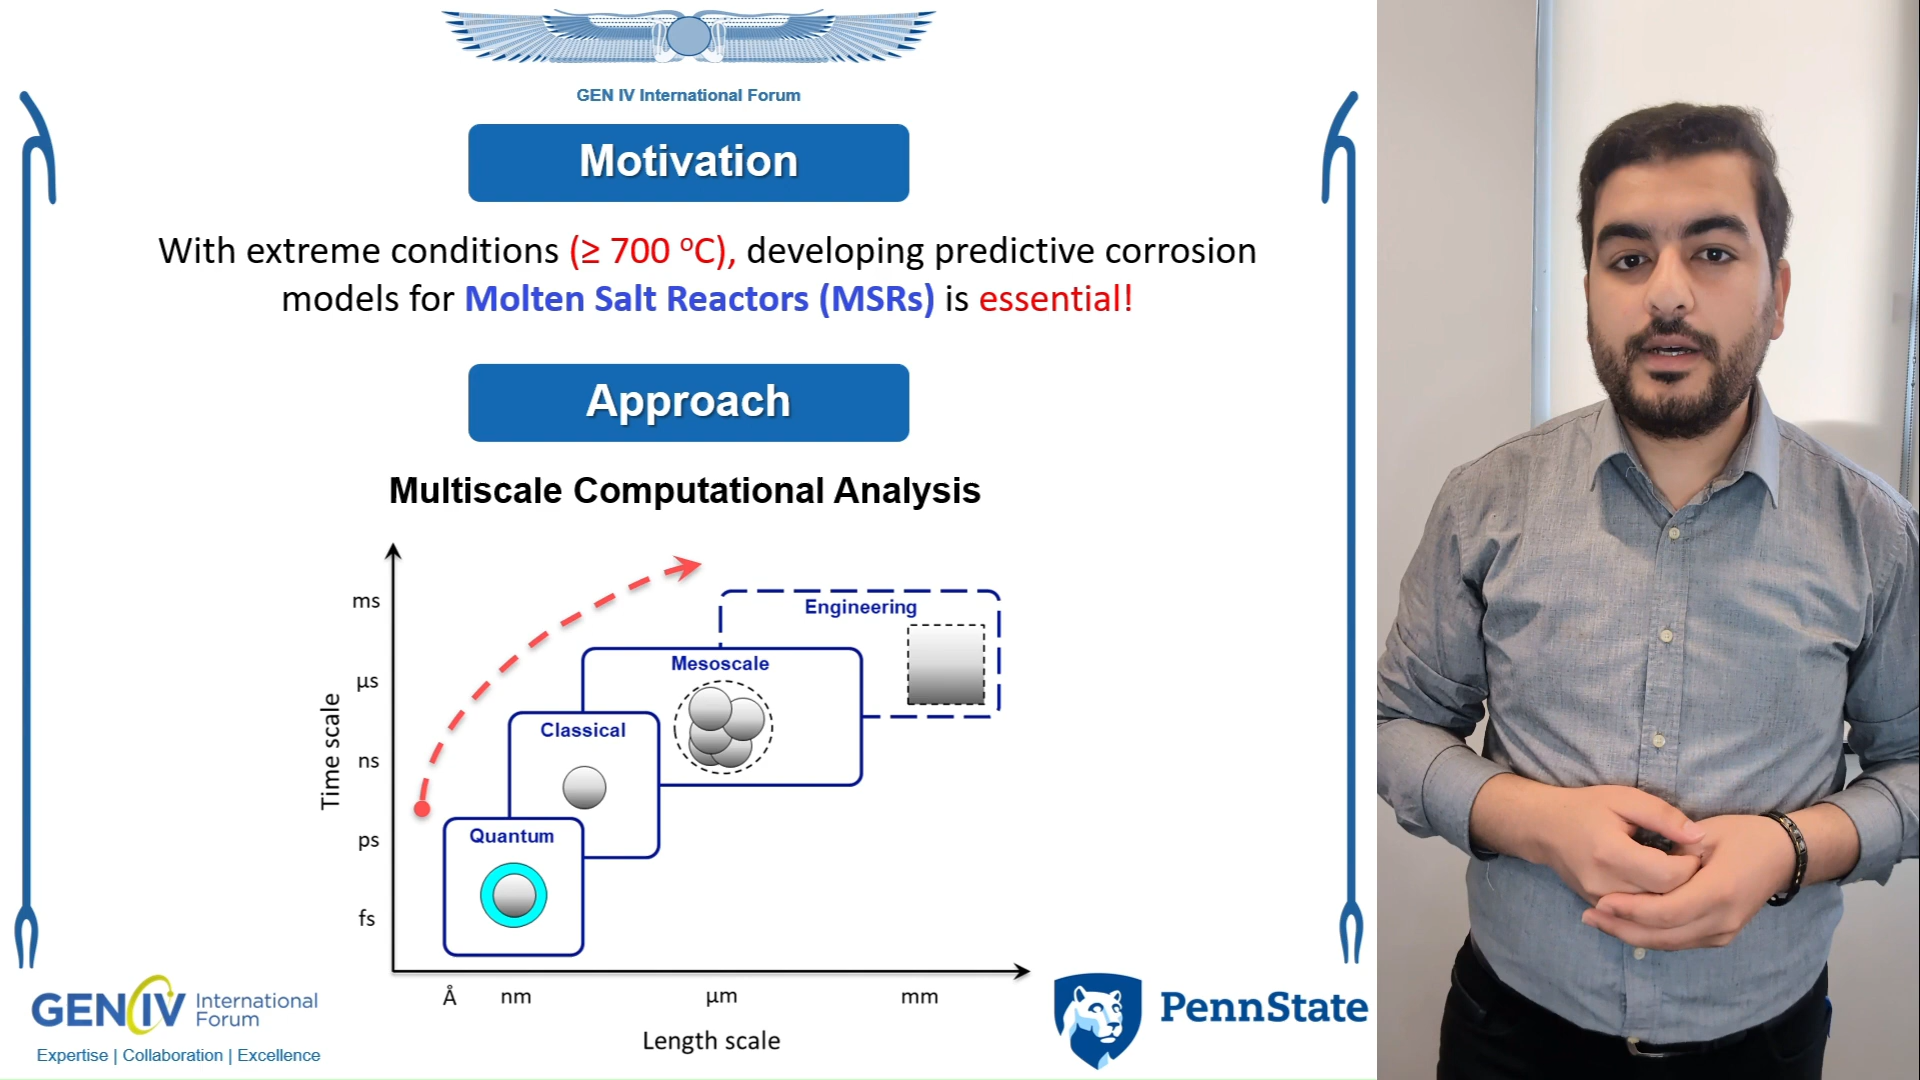 GEN IV International Forum
Motivation
With extreme conditions (≥ 700 ᵒC), developing predictive corrosion
models for Molten Salt Reactors (MSRs) is essential!
Approach
Multiscale Computational Analysis
Time scale
ms
µs
ns
ps
fs
Engineering
Mesoscale
Classical
Quantum
Å nm µm mm
Length scale
GEN IV International
Forum
Expertise | Collaboration | Excellence
PennState